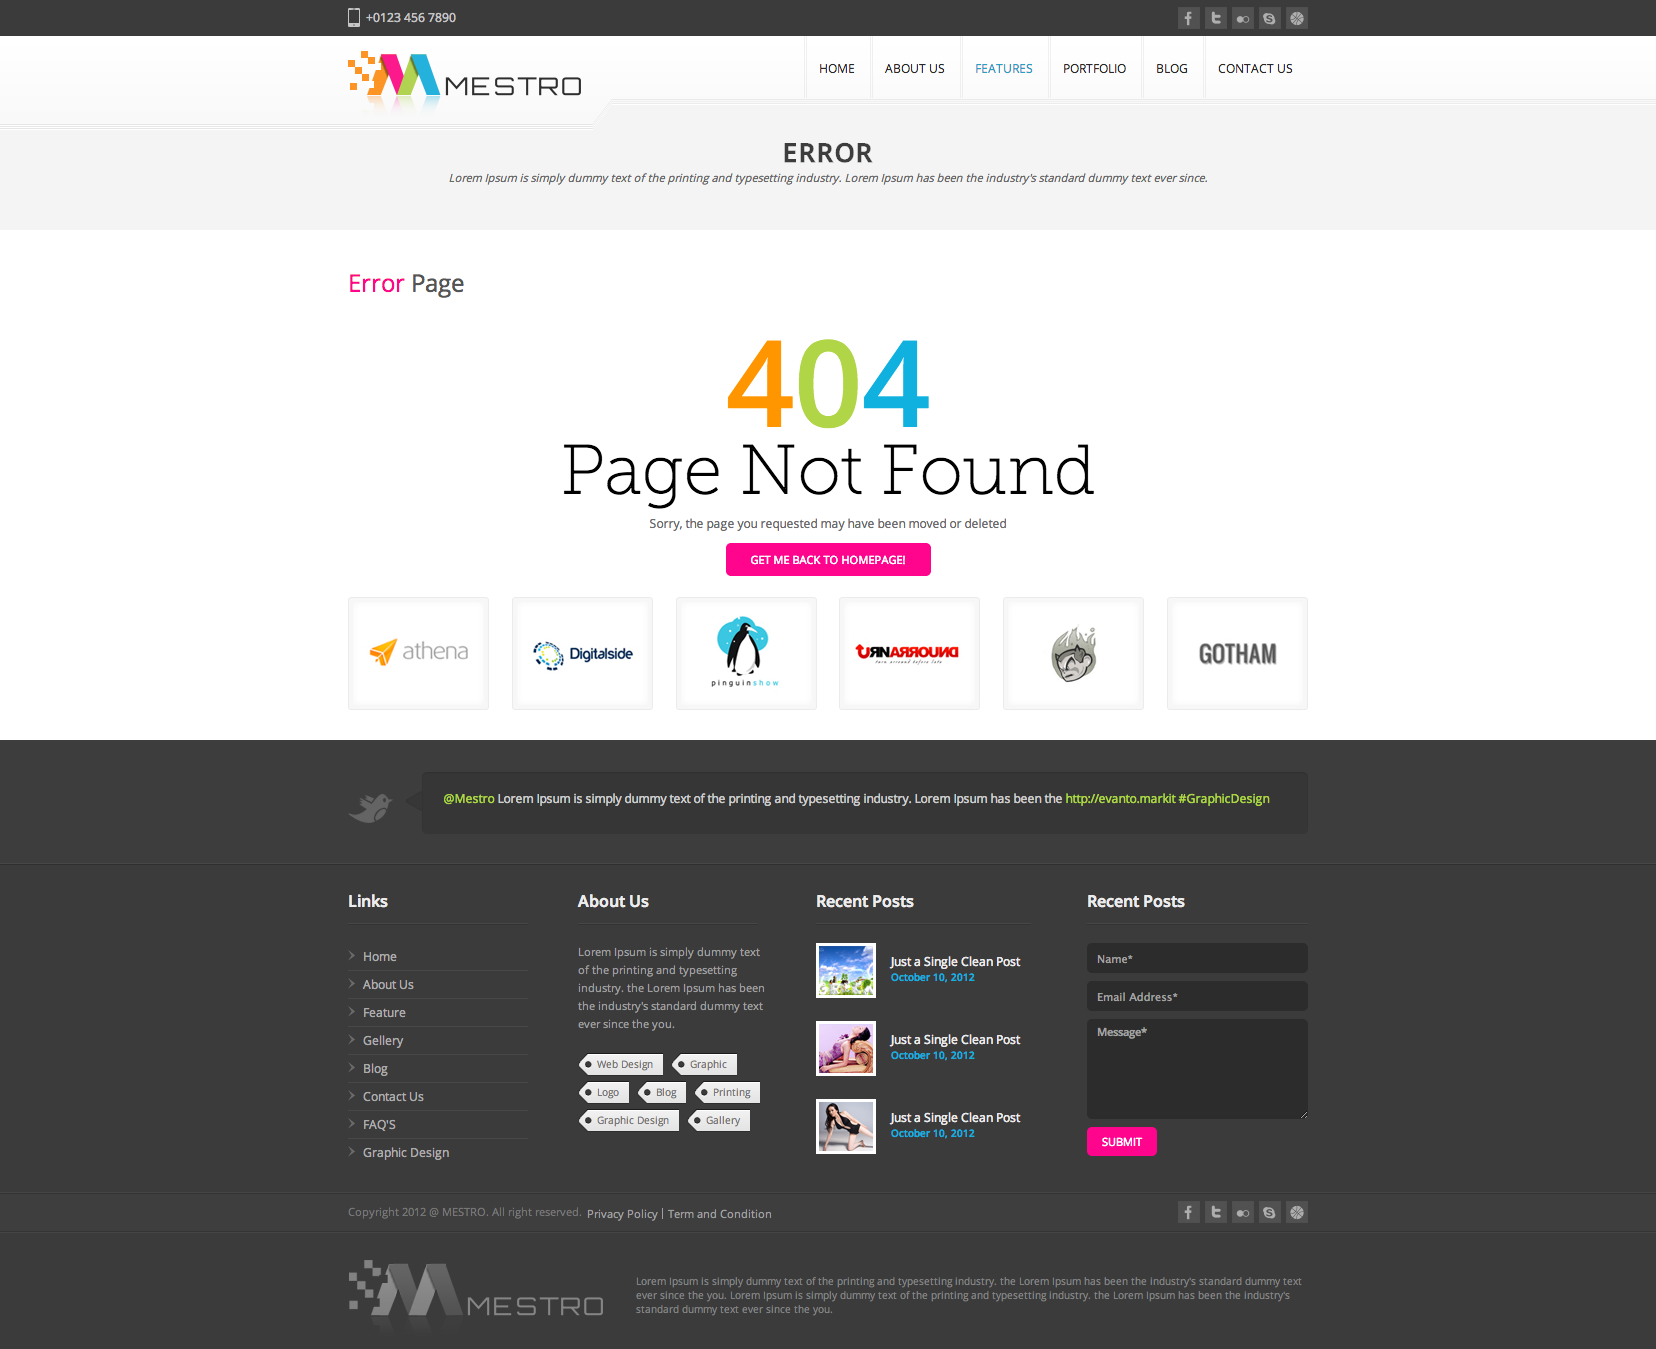 +0123 456 7890
MESTRO
HOME
ABOUT US
FEATURES
PORTFOLIO
BLOG
CONTACT US
ERROR
Lorem Ipsum is simply dummy text of the printing and typesetting industry. Lorem Ipsum has been the industry's standard dummy text ever since.
Error Page
404
Page Not Found
Sorry, the page you requested may have been moved or deleted
GET ME BACK TO HOMEPAGE!
athena
Digitalside
pinguinshow
TURNARROUND
turn arround before late
GOTHAM
@Mestro Lorem Ipsum is simply dummy text of the printing and typesetting industry. Lorem Ipsum has been the http://evanto.markit #GraphicDesign
Links
Home
About Us
Feature
Gellery
Blog
Contact Us
FAQ'S
Graphic Design
About Us
Lorem Ipsum is simply dummy text
of the printing and typesetting
industry. the Lorem Ipsum has been
the industry's standard dummy text
ever since the you.
Web Design
Graphic
Logo
Blog
Printing
Graphic Design
Gallery
Recent Posts
Just a Single Clean Post
October 10, 2012
Just a Single Clean Post
October 10, 2012
Just a Single Clean Post
October 10, 2012
Recent Posts
Name*
Email Address*
Message*
SUBMIT
Copyright 2012 @ MESTRO. All right reserved. Privacy Policy | Term and Condition
MESTRO
Lorem Ipsum is simply dummy text of the printing and typesetting industry. the Lorem Ipsum has been the industry's standard dummy text
ever since the you. Lorem Ipsum is simply dummy text of the printing and typesetting industry. the Lorem Ipsum has been the industry's
standard dummy text ever since the you.